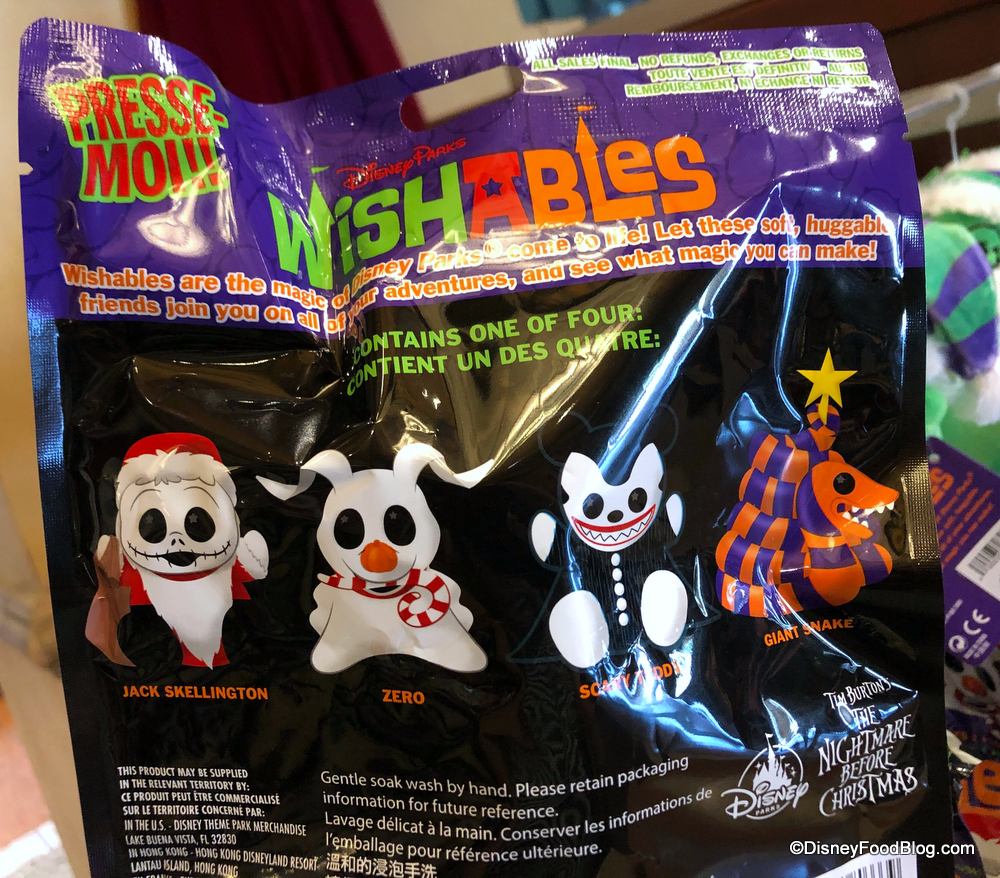 PRESSE-
MOI!!
ALL SALES FINAL. NO REFUNDS, EXCHANGES OR RETURNS
TOUTE VENTE EST DÉFINITIVE. AUCUN
REMBOURSEMENT, NI ÉCHANGE NI RETOUR
Disney Parks
WiSHABLes
Wishables are the magic of Disney Parks® come to life! Let these soft, huggable
friends join you on all of your adventures, and see what magic you can make!
CONTAINS ONE OF FOUR:
CONTIENT UN DES QUATRE:
JACK SKELLINGTON
ZERO
SCARY TEDDY
GIANT SNAKE
THIS PRODUCT MAY BE SUPPLIED
IN THE RELEVANT TERRITORY BY:
CE PRODUIT PEUT ÊTRE COMMERCIALISÉ
SUR LE TERRITOIRE CONCERNÉ PAR:
IN THE U.S. - DISNEY THEME PARK MERCHANDISE
LAKE BUENA VISTA, FL 32830
IN HONG KONG - HONG KONG DISNEYLAND RESORT
LANTAU ISLAND, HONG KONG
Gentle soak wash by hand. Please retain packaging
information for future reference.
Lavage délicat à la main. Conserver les informations de
l'emballage pour référence ultérieure.
溫和的浸泡手洗
Disney
PARKS
TIM BURTON'S
THE
NIGHTMARE
BEFORE
CHRISTMAS
CE
©DisneyFoodBlog.com